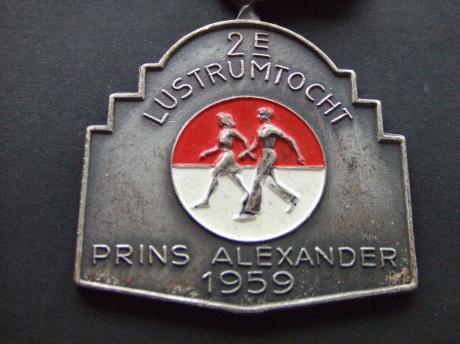 2E
LUSTRUMTOCHT
PRINS ALEXANDER
1959